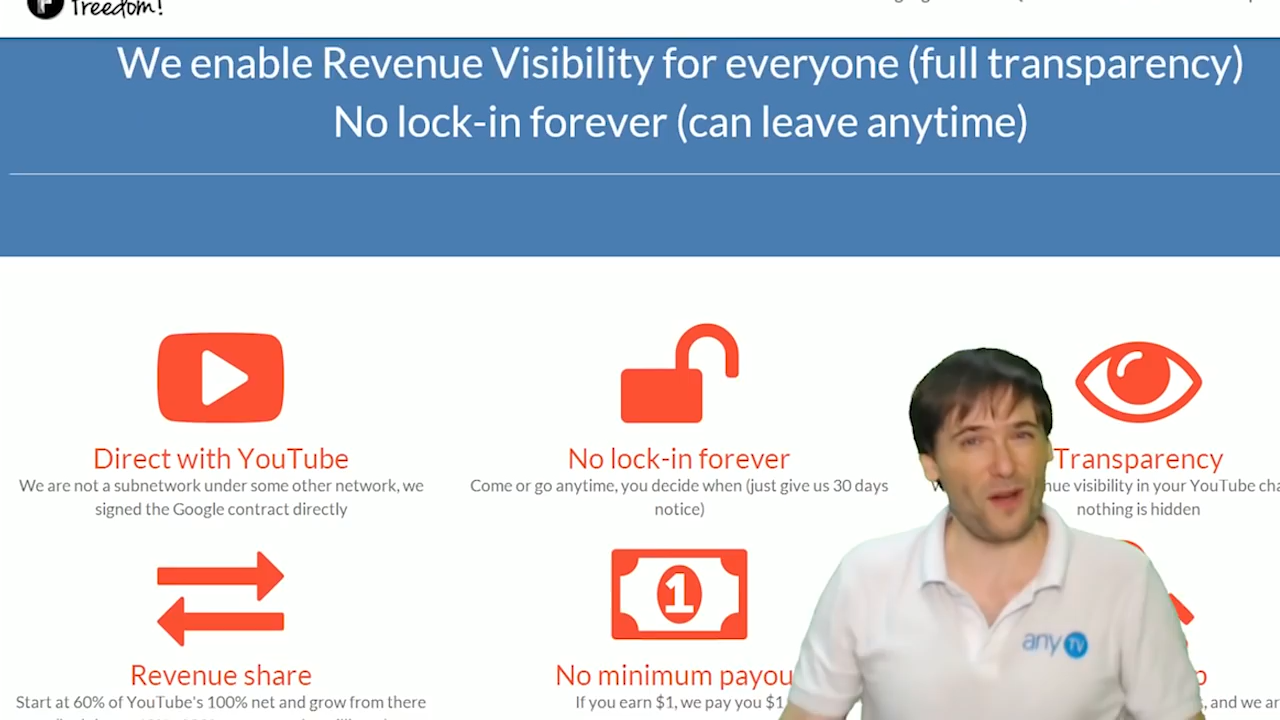 freedom!
We enable Revenue Visibility for everyone (full transparency)
No lock-in forever (can leave anytime)
Direct with YouTube
We are not a subnetwork under some other network, we
signed the Google contract directly
No lock-in forever
Come or go anytime, you decide when (just give us 30 days
notice)
Transparency
visibility in your YouTube
nothing is hidden
Revenue share
Start at 60% of YouTube's 100% net and grow from there
No minimum
If you earn $1, we pay you $1
any TV
, and we